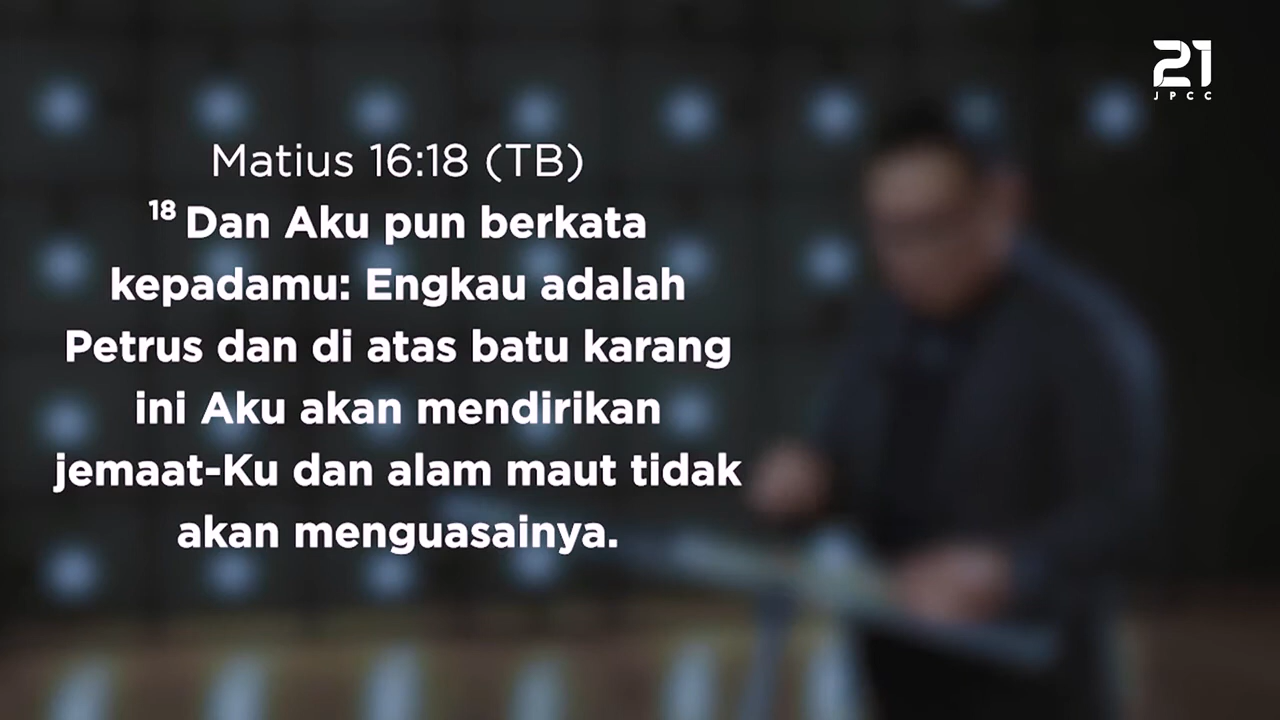 21
JPCC
Matius 16:18 (TB)
18 Dan Aku pun berkata
kepadamu: Engkau adalah
Petrus dan di atas batu karang
ini Aku akan mendirikan
jemaat-Ku dan alam maut tidak
akan menguasainya.